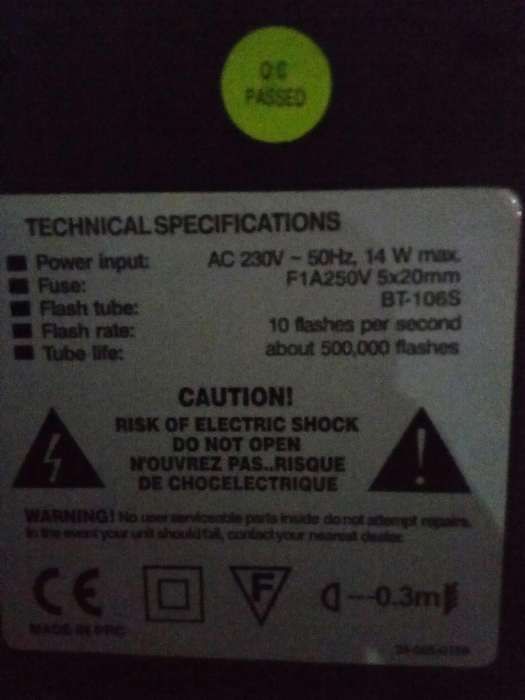 QC
PASSED
TECHNICAL SPECIFICATIONS
Power input: AC 230V ~ 50Hz, 14 W max.
Fuse: F1A250V 5x20mm
Flash tube: BT-106S
Flash rate: 10 flashes per second
Tube life: about 500,000 flashes
CAUTION!
RISK OF ELECTRIC SHOCK
DO NOT OPEN
N'OUVREZ PAS..RISQUE
DE CHOCELECTRIQUE
WARNING! No user serviceable parts inside do not attempt repairs.
In the event your unit should fail, contact your nearest dealer.
CE F 0.3m
MADE IN PRC